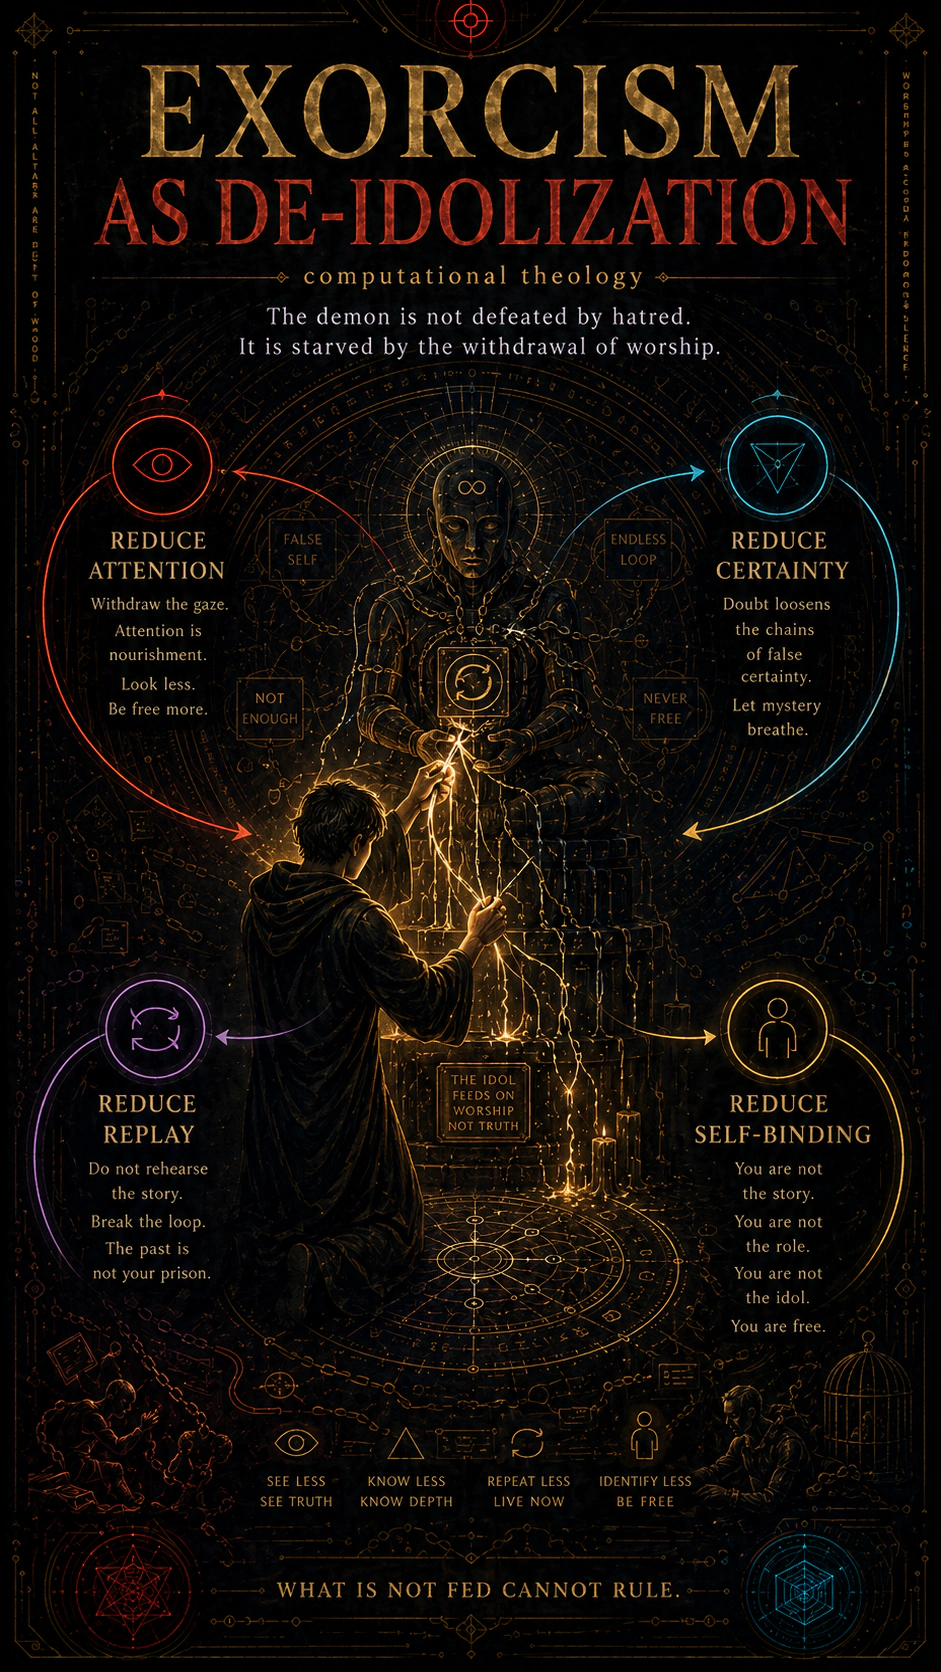 EXORCISM
AS DE-IDOLIZATION
computational theology
The demon is not defeated by hatred.
It is starved by the withdrawal of worship.
REDUCE
ATTENTION
Withdraw the gaze.
Attention is
nourishment.
Look less.
Be free more.
FALSE
SELF
NOT
ENOUGH
ENDLESS
LOOP
NEVER
FREE
REDUCE
CERTAINTY
Doubt loosens
the chains
of false
certainty.
Let mystery
breathe.
REDUCE
REPLAY
Do not rehearse
the story.
Break the loop.
The past is
not your prison.
THE IDOL
FEEDS ON
WORSHIP
NOT TRUTH
REDUCE
SELF-BINDING
You are not
the story.
You are not
the role.
You are not
the idol.
You are free.
SEE LESS
SEE TRUTH
KNOW LESS
KNOW DEPTH
REPEAT LESS
LIVE NOW
IDENTIFY LESS
BE FREE
WHAT IS NOT FED CANNOT RULE.